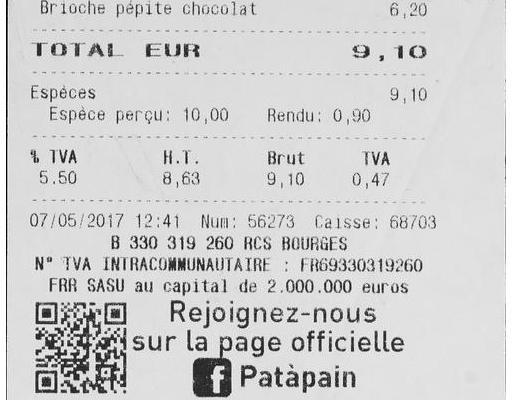 Brioche pépite chocolat 6,20
TOTAL EUR 9,10
Espèces 9,10
Espèce perçu: 10,00 Rendu: 0,90
% TVA H.T. Brut TVA
5.50 8,63 9,10 0,47
07/05/2017 12:41 Num: 56273 Caisse: 68703
B 330 319 260 RCS BOURGES
N° TVA INTRACOMMUNAUTAIRE : FR69330319260
FRR SASU au capital de 2.000.000 euros
Rejoignez-nous
sur la page officielle
f Patàpain